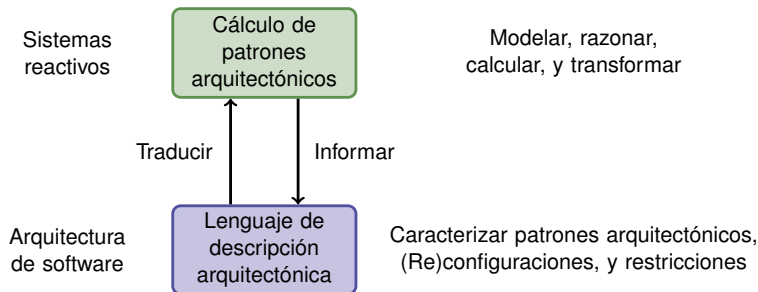 Sistemas
reactivos
Cálculo de
patrones
arquitectónicos
Modelar, razonar,
calcular, y transformar
Traducir
Informar
Arquitectura
de software
Lenguaje de
descripción
arquitectónica
Caracterizar patrones arquitectónicos,
(Re)configuraciones, y restricciones